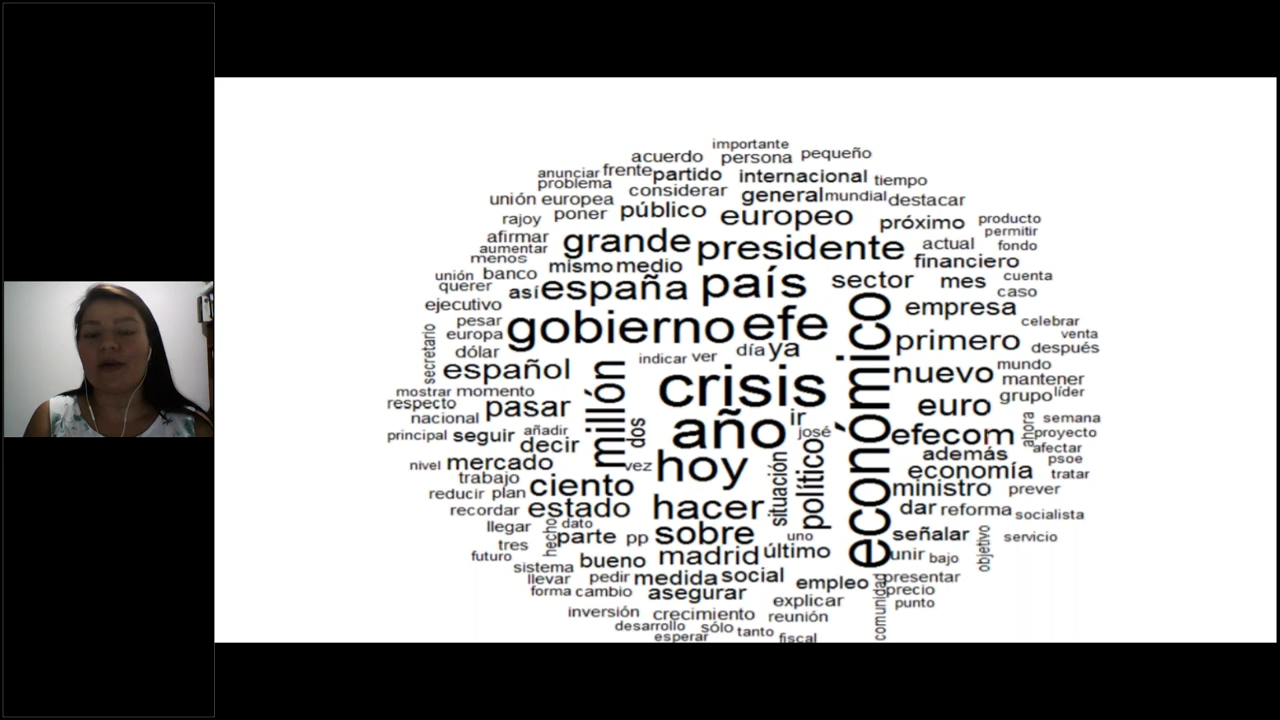 importante
acuerdo persona pequeño
anunciar frente partido internacional tiempo
problema considerar general mundial destacar
unión europea
rajoy poner público europeo próximo producto
permitir
afirmar grande presidente actual fondo
aumentar
menos mismo medio financiero
unión banco país sector mes cuenta
querer así españa caso
ejecutivo empresa
pesar gobierno efe celebrar
europa primero venta
dólar indicar ver día ya después
secretario
español millón crisis económico nuevo mundo
mantener
mostrar momento grupo líder
respecto pasar euro
nacional año ir semana
principal seguir añadir dos josé efecom ahora proyecto
decir además afectar
nivel mercado vez hoy situación político economía psoe
trabajo tratar
reducir plan ciento ministro prever
recordar estado hacer dar reforma socialista
llegar hecho dato
tres parte pp sobre uno señalar objetivo servicio
futuro bueno madrid último unir bajo
sistema
llevar pedir medida social empleo comunidad presentar
forma cambio asegurar explicar precio
punto
inversión crecimiento reunión
desarrollo sólo tanto
esperar fiscal